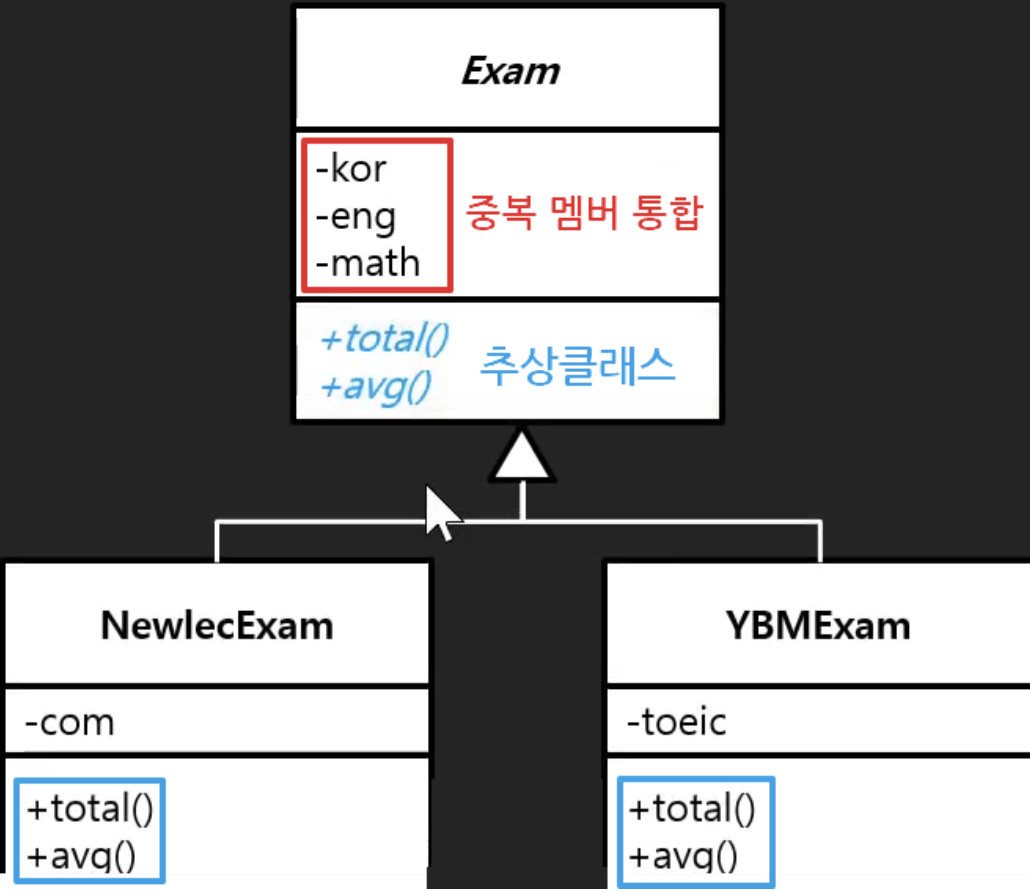 Exam
-kor
-eng
-math
중복 멤버 통합
+total()
+avg()
추상클래스
NewlecExam
-com
+total()
+avg()
YBMExam
-toeic
+total()
+avg()